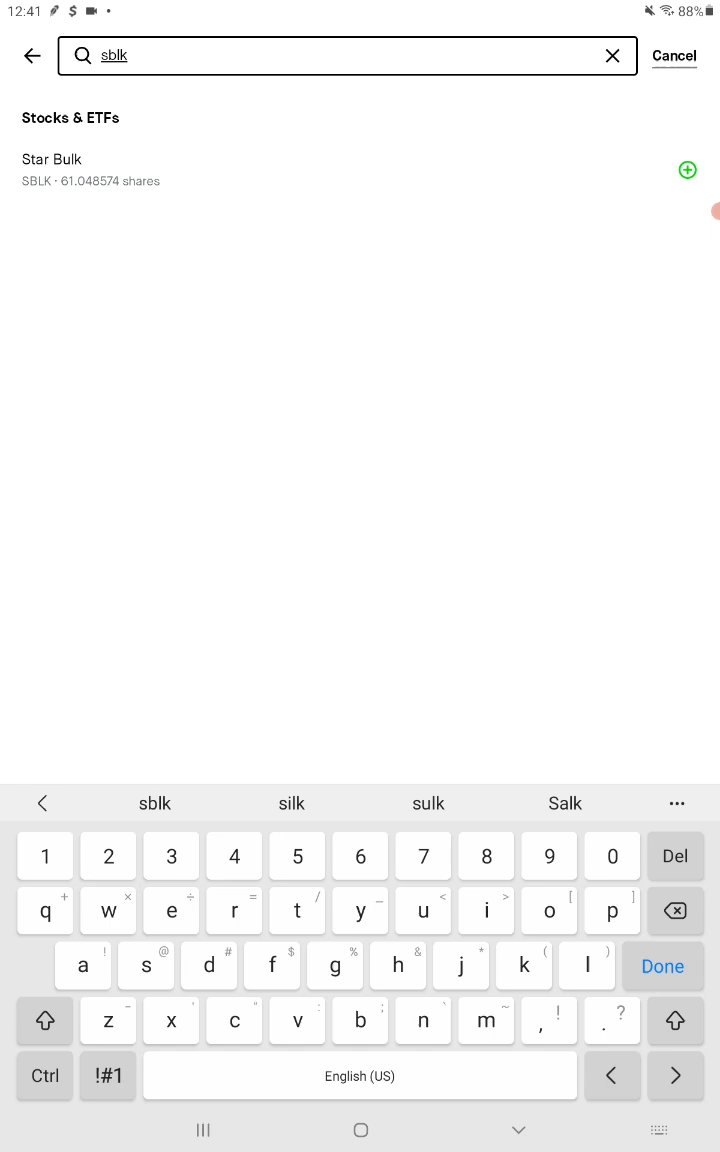 12:41 $ 88%
sblk Cancel
Stocks & ETFs
Star Bulk
SBLK · 61.048574 shares
sblk silk sulk Salk ...
1 2 3 4 5 6 7 8 9 0 Del
+ × ÷ = / _ < > [ ]
q w e r t y u i o p
! @ # $ % & * ( )
a s d f g h j k l Done
- ' " : ; ~ ! ?
z x c v b n m , .
Ctrl !#1 English (US) < >